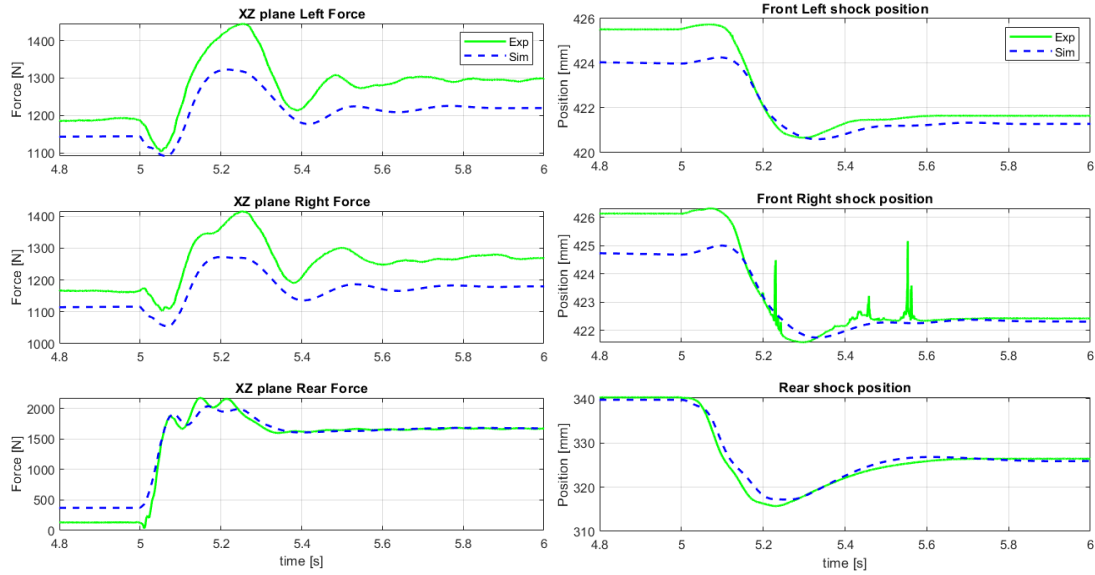 XZ plane Left Force
Force [N]
1400
1300
1200
1100
4.8 5 5.2 5.4 5.6 5.8 6
Exp
Sim
Front Left shock position
Position [mm]
426
424
422
420
4.8 5 5.2 5.4 5.6 5.8 6
Exp
Sim
XZ plane Right Force
Force [N]
1400
1300
1200
1100
1000
4.8 5 5.2 5.4 5.6 5.8 6
Front Right shock position
Position [mm]
426
425
424
423
422
4.8 5 5.2 5.4 5.6 5.8 6
XZ plane Rear Force
Force [N]
2000
1500
1000
500
0
4.8 5 5.2 5.4 5.6 5.8 6
time [s]
Rear shock position
Position [mm]
340
330
320
310
4.8 5 5.2 5.4 5.6 5.8 6
time [s]